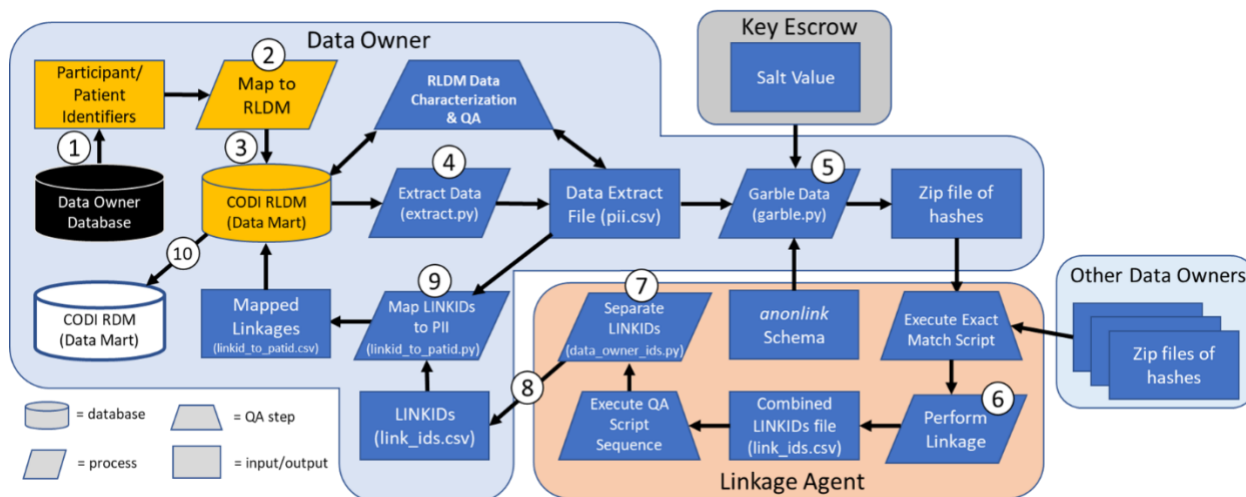 Data Owner
Key Escrow
Salt Value
1
Participant/
Patient
Identifiers
2
Map to
RLDM
RLDM Data
Characterization
& QA
3
Data Owner
Database
CODI RLDM
(Data Mart)
4
Extract Data
(extract.py)
Data Extract
File (pii.csv)
5
Garble Data
(garble.py)
Zip file of
hashes
10
CODI RDM
(Data Mart)
Mapped
Linkages
(linkid_to_patid.csv)
9
Map LINKIDs
to PII
(linkid_to_patid.py)
7
Separate
LINKIDs
(data_owner_ids.py)
anonlink
Schema
Execute Exact
Match Script
Other Data Owners
Zip files of
hashes
8
LINKIDs
(link_ids.csv)
Execute QA
Script
Sequence
Combined
LINKIDs file
(link_ids.csv)
6
Perform
Linkage
Linkage Agent
= database
= QA step
= process
= input/output